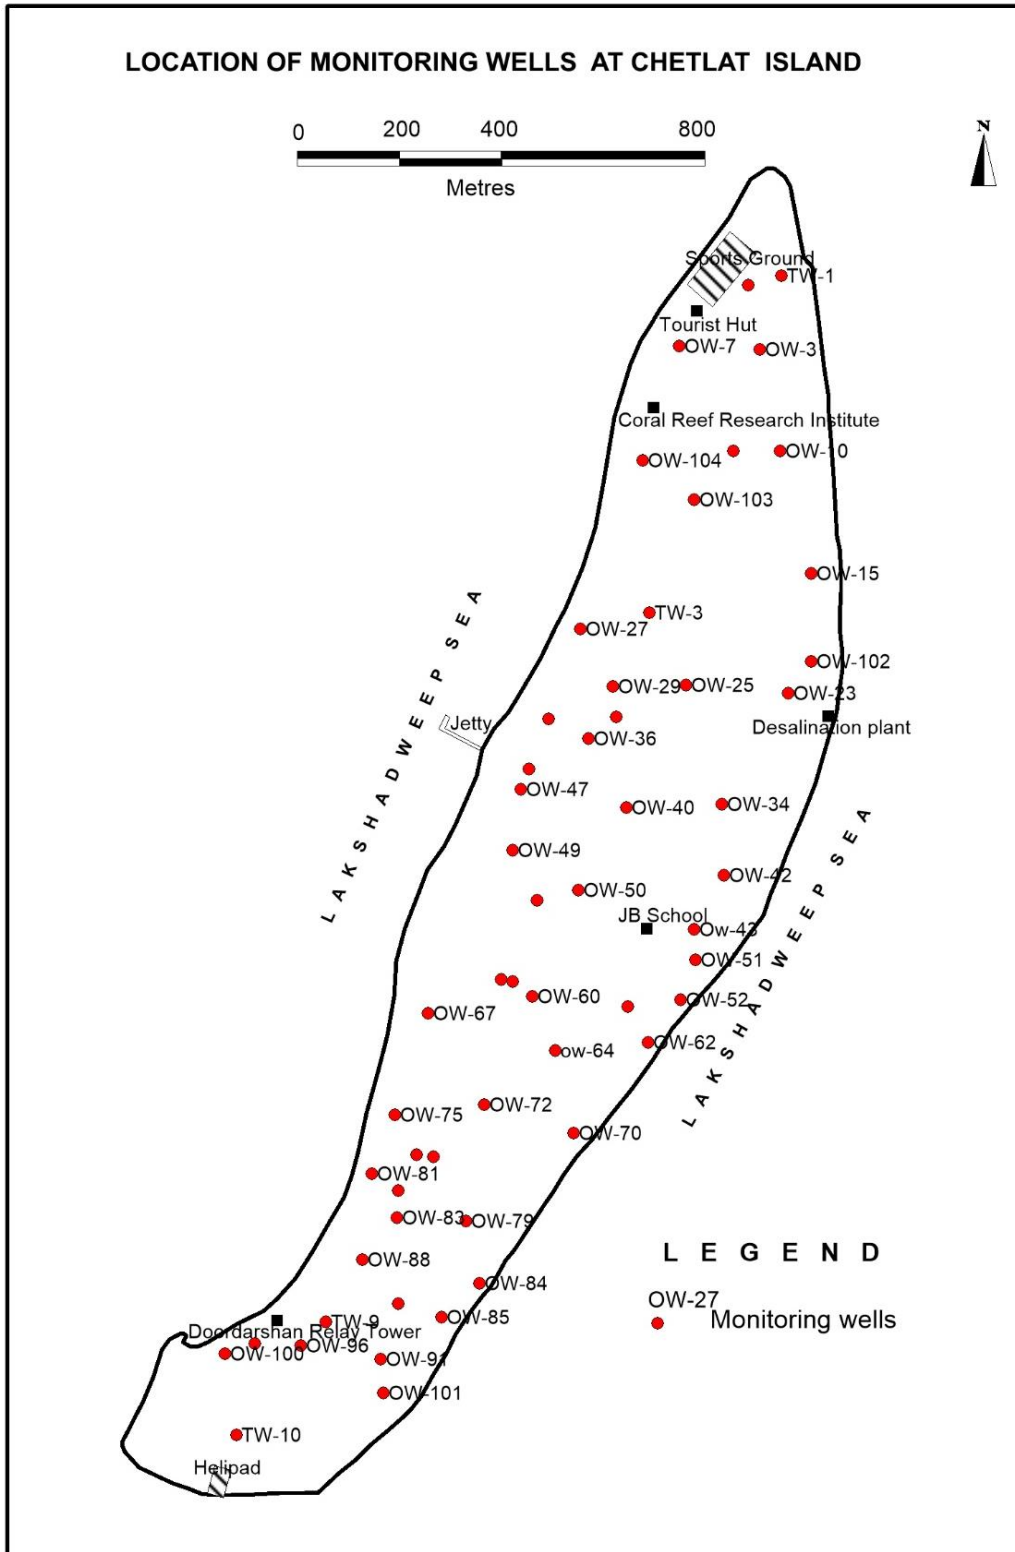 LOCATION OF MONITORING WELLS AT CHETLAT ISLAND
0 200 400 800
Metres
N
Sports Ground
TW-1
Tourist Hut
OW-7
OW-3
Coral Reef Research Institute
OW-104
OW-10
OW-103
OW-15
TW-3
OW-27
LAKSHADWEEP SEA
OW-102
OW-29
OW-25
OW-23
Jetty
Desalination plant
OW-36
OW-47
OW-40
OW-34
OW-49
OW-42
OW-50
JB School
Ow-43
OW-51
LAKSHADWEEP SEA
OW-60
OW-52
OW-67
OW-62
ow-64
OW-72
OW-75
OW-70
OW-81
OW-83
OW-79
LEGEND
OW-88
OW-84
OW-27
Monitoring wells
OW-85
TW-9
Doordarshan Relay Tower
OW-96
OW-100
OW-91
OW-101
TW-10
Helipad